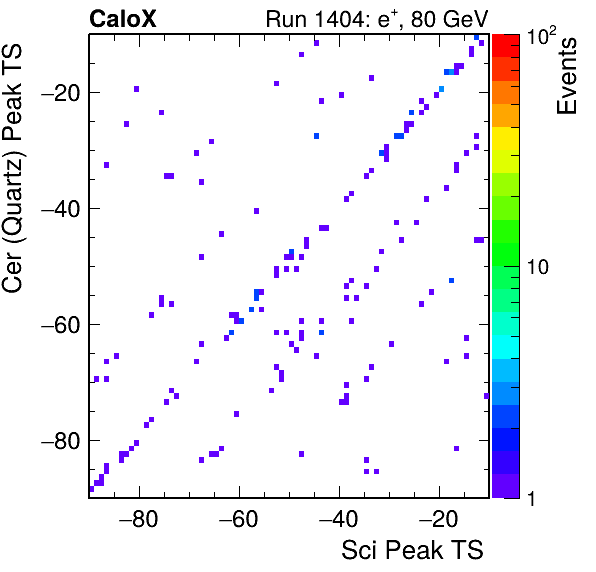 CaloX Run 1404: e⁺, 80 GeV
10²
10
1
Events
Cer (Quartz) Peak TS
−20
−40
−60
−80
−80 −60 −40 −20
Sci Peak TS